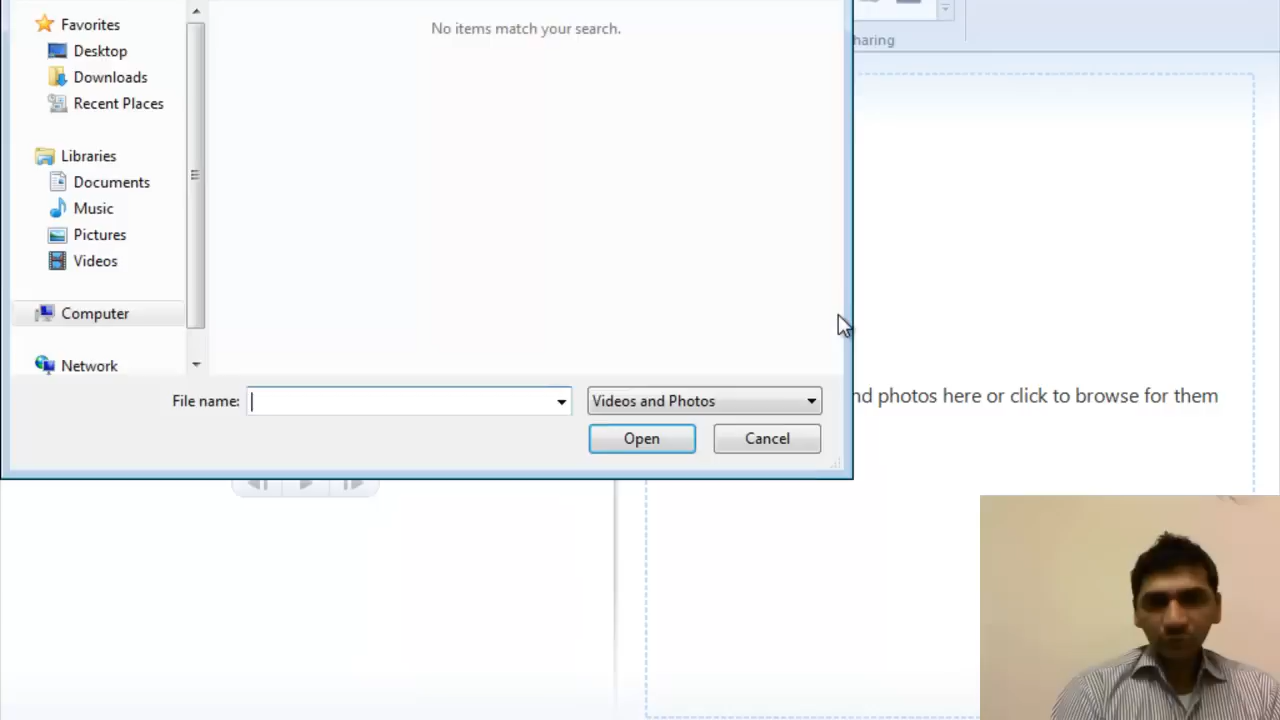 Favorites
No items match your search.
Desktop
Downloads
haring
Recent Places
Libraries
Documents
Music
Pictures
Videos
Computer
Network
File name:
Videos and Photos
nd photos here or click to browse for them
Open
Cancel